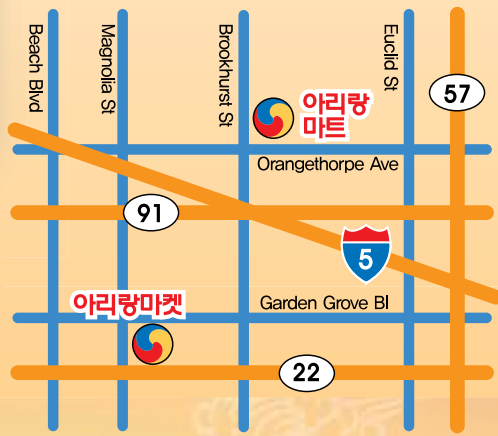 Beach Blvd
Magnolia St
Brookhurst St
Euclid St
57
아리랑
마트
Orangethorpe Ave
91
5
아리랑마켓
Garden Grove Bl
22